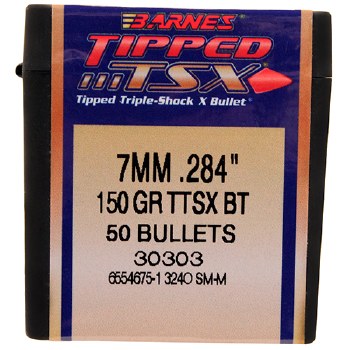 BARNES
TIPPED
TSX
Tipped Triple-Shock X Bullet
7MM .284"
150 GR TTSX BT
50 BULLETS
30303
6554675-1 3240 SM-M